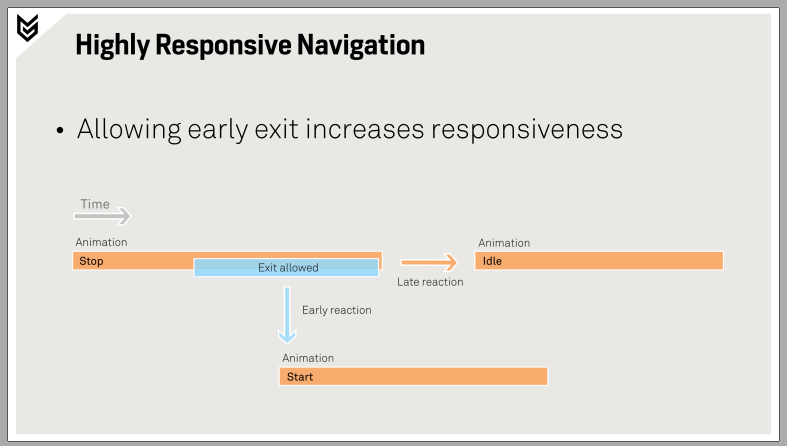 Highly Responsive Navigation
• Allowing early exit increases responsiveness
Time
Animation
Stop
Exit allowed
Late reaction
Animation
Idle
Early reaction
Animation
Start